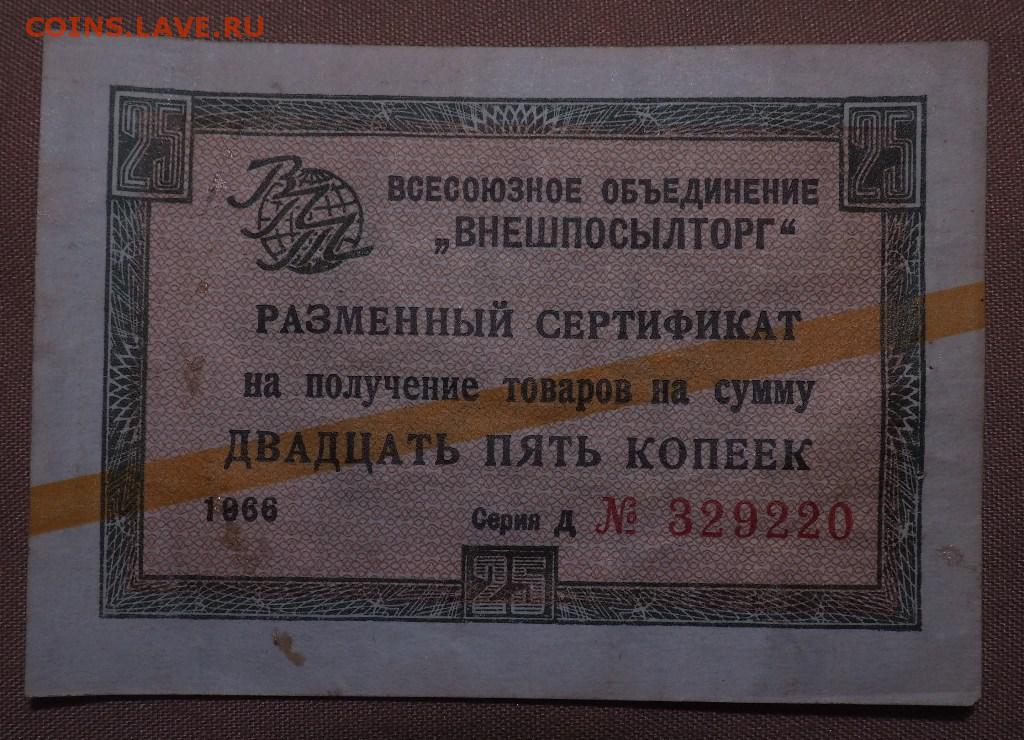 COINS.LAVE.RU
25
25
ВПТ
ВСЕСОЮЗНОЕ ОБЪЕДИНЕНИЕ
„ВНЕШПОСЫЛТОРГ“
РАЗМЕННЫЙ СЕРТИФИКАТ
на получение товаров на сумму
ДВАДЦАТЬ ПЯТЬ КОПЕЕК
1966
Серия Д № 329220
25